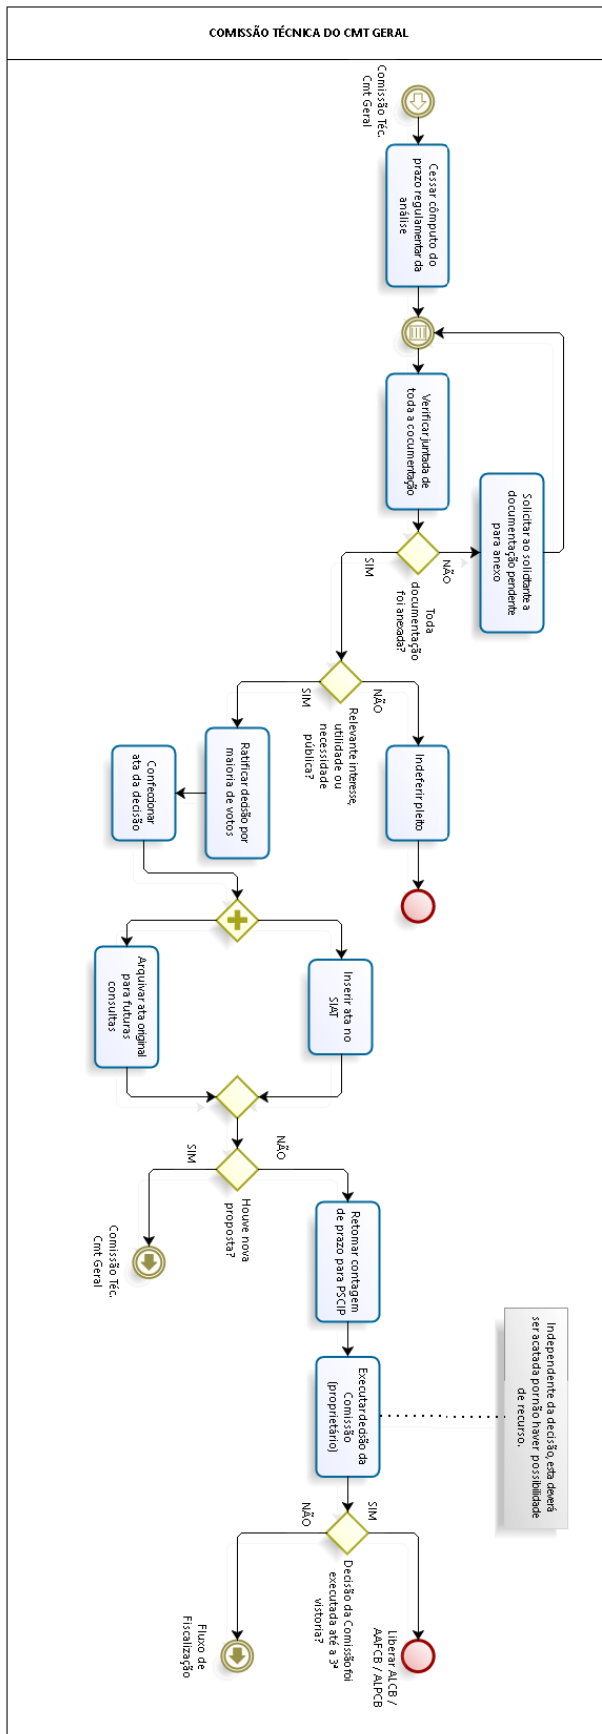 COMISSÃO TÉCNICA DO CMT GERAL
Comissão Téc.
Cmt Geral
Cessar cômputo do
prazo regulamentar da
análise
Verificar juntada de
toda a cocumentação
Solicitar ao solicitante a
documentação pendente
para anexo
NÃO
SIM
Toda
documentação
foi anexada?
NÃO
SIM
Relevante interesse,
utilidade ou
necessidade
pública?
Indeferir pleito
Ratificar decisão por
maioria de votos
Confeccionar
ata da decisão
Inserir ata no
SIAT
Arquivar ata original
para futuras
consultas
NÃO
SIM
Houve nova
proposta?
Comissão Téc.
Cmt Geral
Retomar contagem
de prazo para PSCIP
Executar decisão da
Comissão
(proprietário)
Independente da decisão, esta deverá
ser acatada por não haver possibilidade
de recurso.
SIM
NÃO
Decisão da Comissão foi
executada até a 3ª
vistoria?
Liberar ALCB /
AAFCB / ALPCB
Fluxo de
Fiscalização